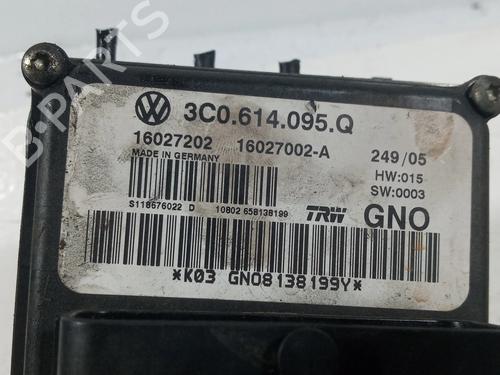 3C0.614.095.Q
16027202 16027002-A 249/05
MADE IN GERMANY
HW:015
SW:0003
S118676022 D 10802 658138199
TRW GNO
*K03 GNO8138199Y*
B-PARTS